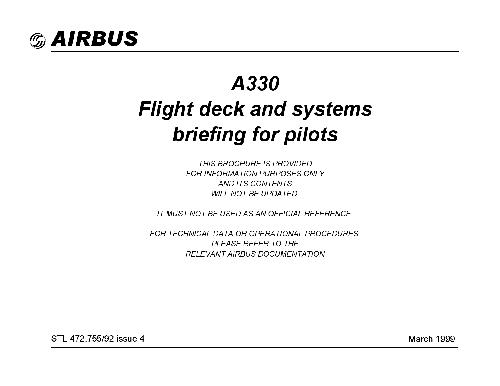 AIRBUS
A330
Flight deck and systems
briefing for pilots
THIS BROCHURE IS PROVIDED
FOR INFORMATION PURPOSES ONLY
AND ITS CONTENTS
WILL NOT BE UPDATED.
IT MUST NOT BE USED AS AN OFFICIAL REFERENCE.
FOR TECHNICAL DATA OR OPERATIONAL PROCEDURES,
PLEASE REFER TO THE
RELEVANT AIRBUS DOCUMENTATION
STL 472.755/92 issue 4
March 1999